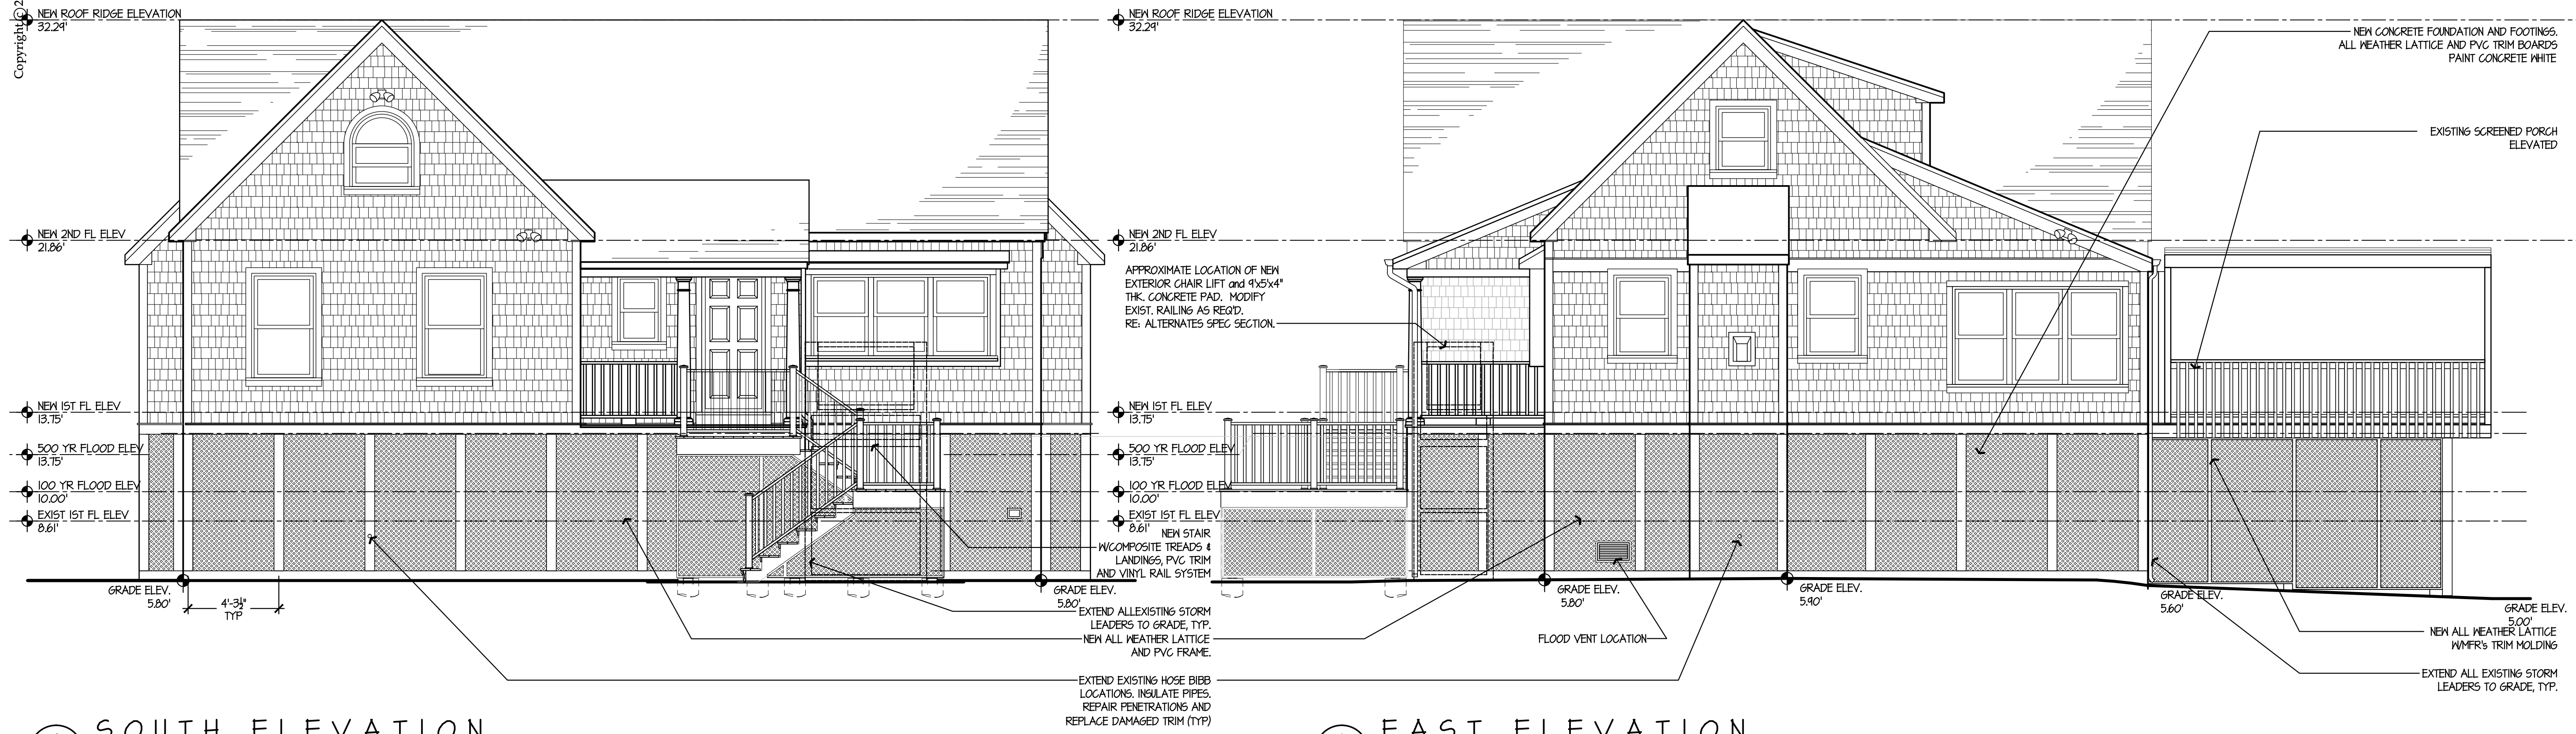 Copyright © 2
NEW ROOF RIDGE ELEVATION
32.29'
NEW 2ND FL ELEV
21.86'
NEW 1ST FL ELEV
13.75'
500 YR FLOOD ELEV
13.75'
100 YR FLOOD ELEV
10.00'
EXIST 1ST FL ELEV
8.61'
GRADE ELEV.
5.80'
4'-3½"
TYP
GRADE ELEV.
5.80'
SOUTH ELEVATION
NEW ROOF RIDGE ELEVATION
32.29'
NEW 2ND FL ELEV
21.86'
APPROXIMATE LOCATION OF NEW
EXTERIOR CHAIR LIFT and 9'x5'x4"
THK. CONCRETE PAD. MODIFY
EXIST. RAILING AS REQ'D.
RE: ALTERNATES SPEC SECTION.
NEW 1ST FL ELEV
13.75'
500 YR FLOOD ELEV
13.75'
100 YR FLOOD ELEV
10.00'
EXIST 1ST FL ELEV
8.61'
NEW STAIR
W/COMPOSITE TREADS &
LANDINGS, PVC TRIM
AND VINYL RAIL SYSTEM
EXTEND ALLEXISTING STORM
LEADERS TO GRADE, TYP.
NEW ALL WEATHER LATTICE
AND PVC FRAME.
EXTEND EXISTING HOSE BIBB
LOCATIONS. INSULATE PIPES.
REPAIR PENETRATIONS AND
REPLACE DAMAGED TRIM (TYP)
NEW CONCRETE FOUNDATION AND FOOTINGS.
ALL WEATHER LATTICE AND PVC TRIM BOARDS
PAINT CONCRETE WHITE
EXISTING SCREENED PORCH
ELEVATED
GRADE ELEV.
5.80'
GRADE ELEV.
5.90'
GRADE ELEV.
5.60'
GRADE ELEV.
5.00'
FLOOD VENT LOCATION
NEW ALL WEATHER LATTICE
W/MFR's TRIM MOLDING
EXTEND ALL EXISTING STORM
LEADERS TO GRADE, TYP.
EAST ELEVATION